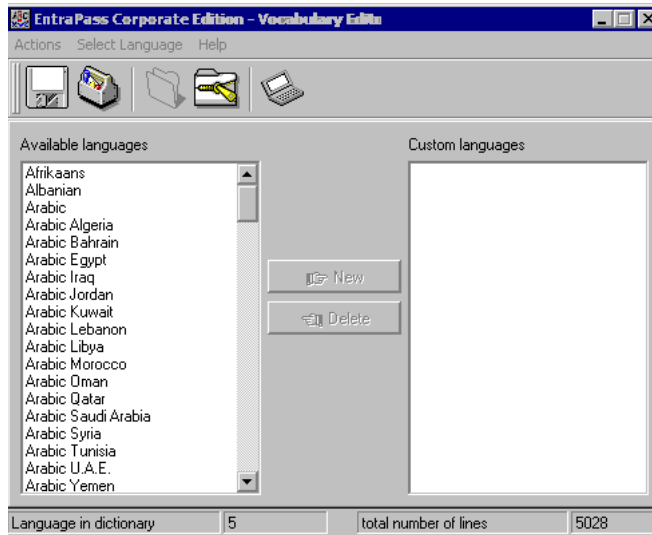 EntraPass Corporate Edition - Vocabulary
Actions Select Language Help
Available languages
Custom languages
Afrikaans
Albanian
Arabic
Arabic Algeria
Arabic Bahrain
Arabic Egypt
Arabic Iraq
Arabic Jordan
Arabic Kuwait
Arabic Lebanon
Arabic Libya
Arabic Morocco
Arabic Oman
Arabic Qatar
Arabic Saudi Arabia
Arabic Syria
Arabic Tunisia
Arabic U.A.E.
Arabic Yemen
New
Delete
Language in dictionary 5 total number of lines 5028